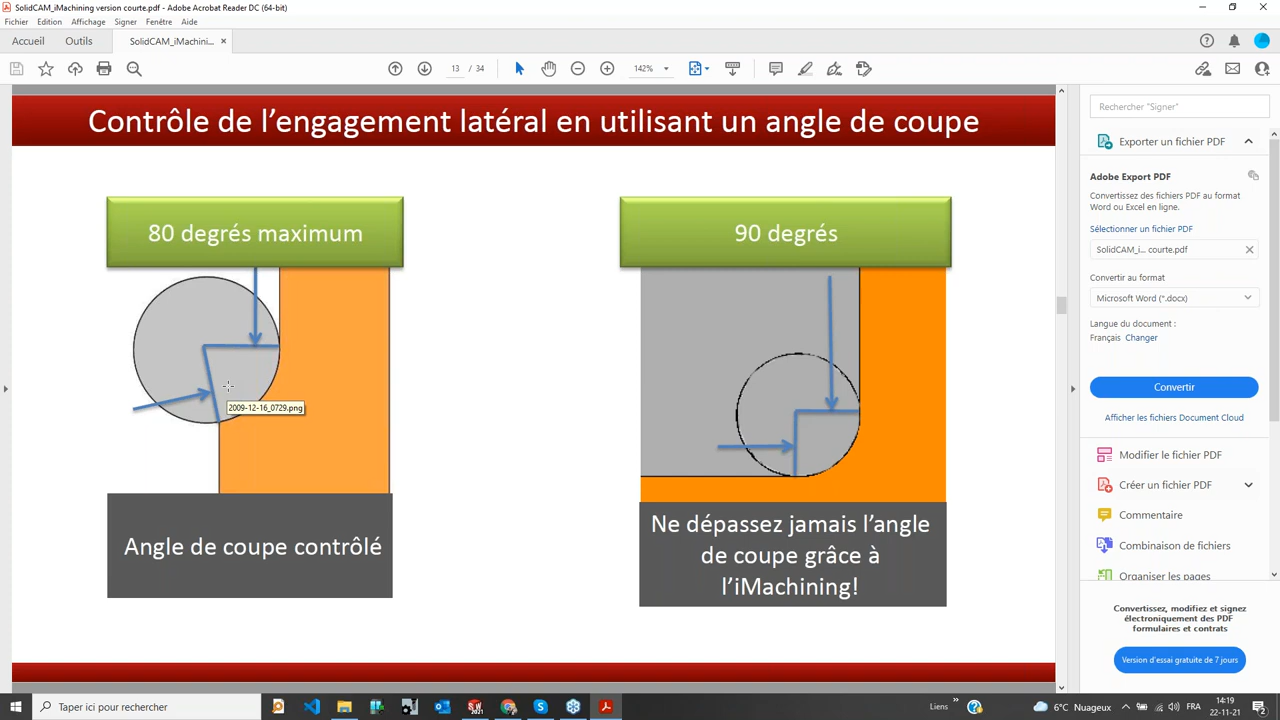 SolidCAM_iMachining version courte.pdf - Adobe Acrobat Reader DC (64-bit)
Fichier Edition Affichage Signer Fenêtre Aide
Accueil Outils SolidCAM_iMachini... ×
13 / 34 142%
Contrôle de l'engagement latéral en utilisant un angle de coupe
80 degrés maximum
90 degrés
2009-12-16_0729.png
Angle de coupe contrôlé
Ne dépassez jamais l'angle
de coupe grâce à
l'iMachining!
Rechercher "Signer"
Exporter un fichier PDF
Adobe Export PDF
Convertissez des fichiers PDF au format
Word ou Excel en ligne.
Sélectionner un fichier PDF
SolidCAM_i... courte.pdf
Convertir au format
Microsoft Word (*.docx)
Langue du document :
Français Changer
Convertir
Afficher les fichiers Document Cloud
Modifier le fichier PDF
Créer un fichier PDF
Commentaire
Combinaison de fichiers
Organiser les pages
Convertissez, modifiez et signez
électroniquement des PDF
formulaires et contrats
Version d'essai gratuite de 7 jours
Taper ici pour rechercher
SW
2021
Liens
6°C Nuageux
FRA
14:19
22-11-21
2